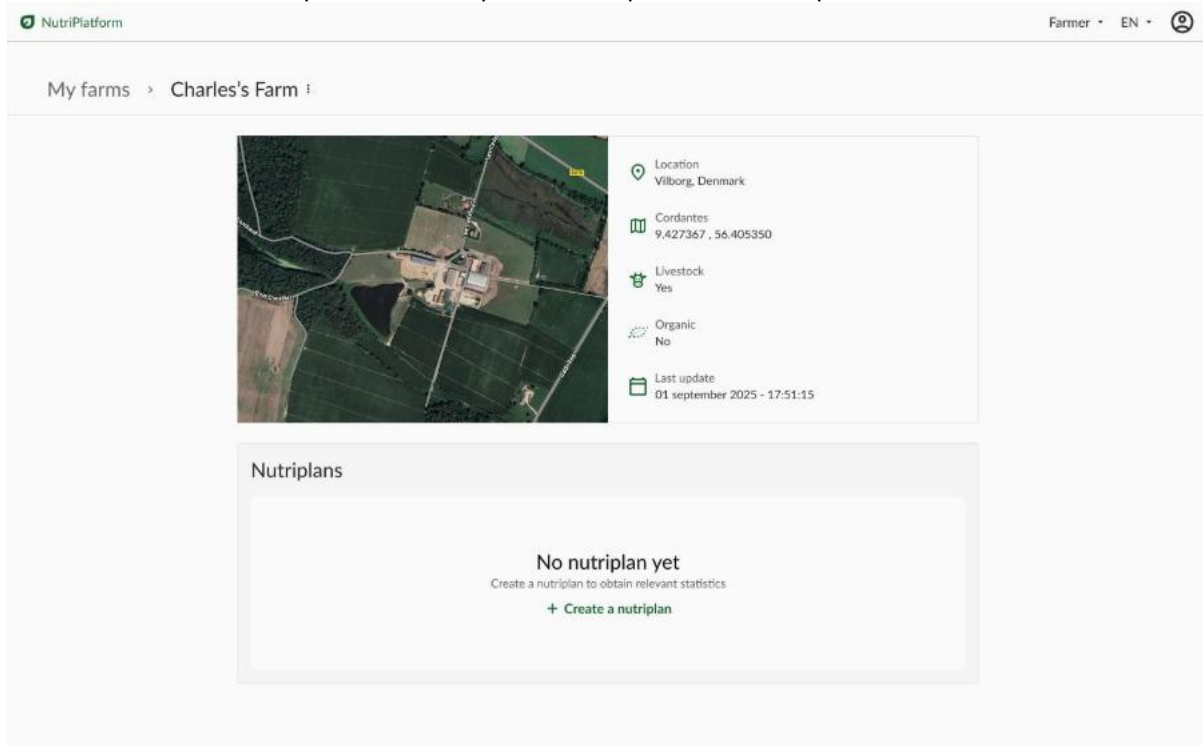 NutriPlatform
Farmer
EN
My farms › Charles's Farm
Location
Vilborg, Denmark
Cordantes
9.427367 , 56.405350
Livestock
Yes
Organic
No
Last update
01 september 2025 - 17:51:15
Nutriplans
No nutriplan yet
Create a nutriplan to obtain relevant statistics
+ Create a nutriplan